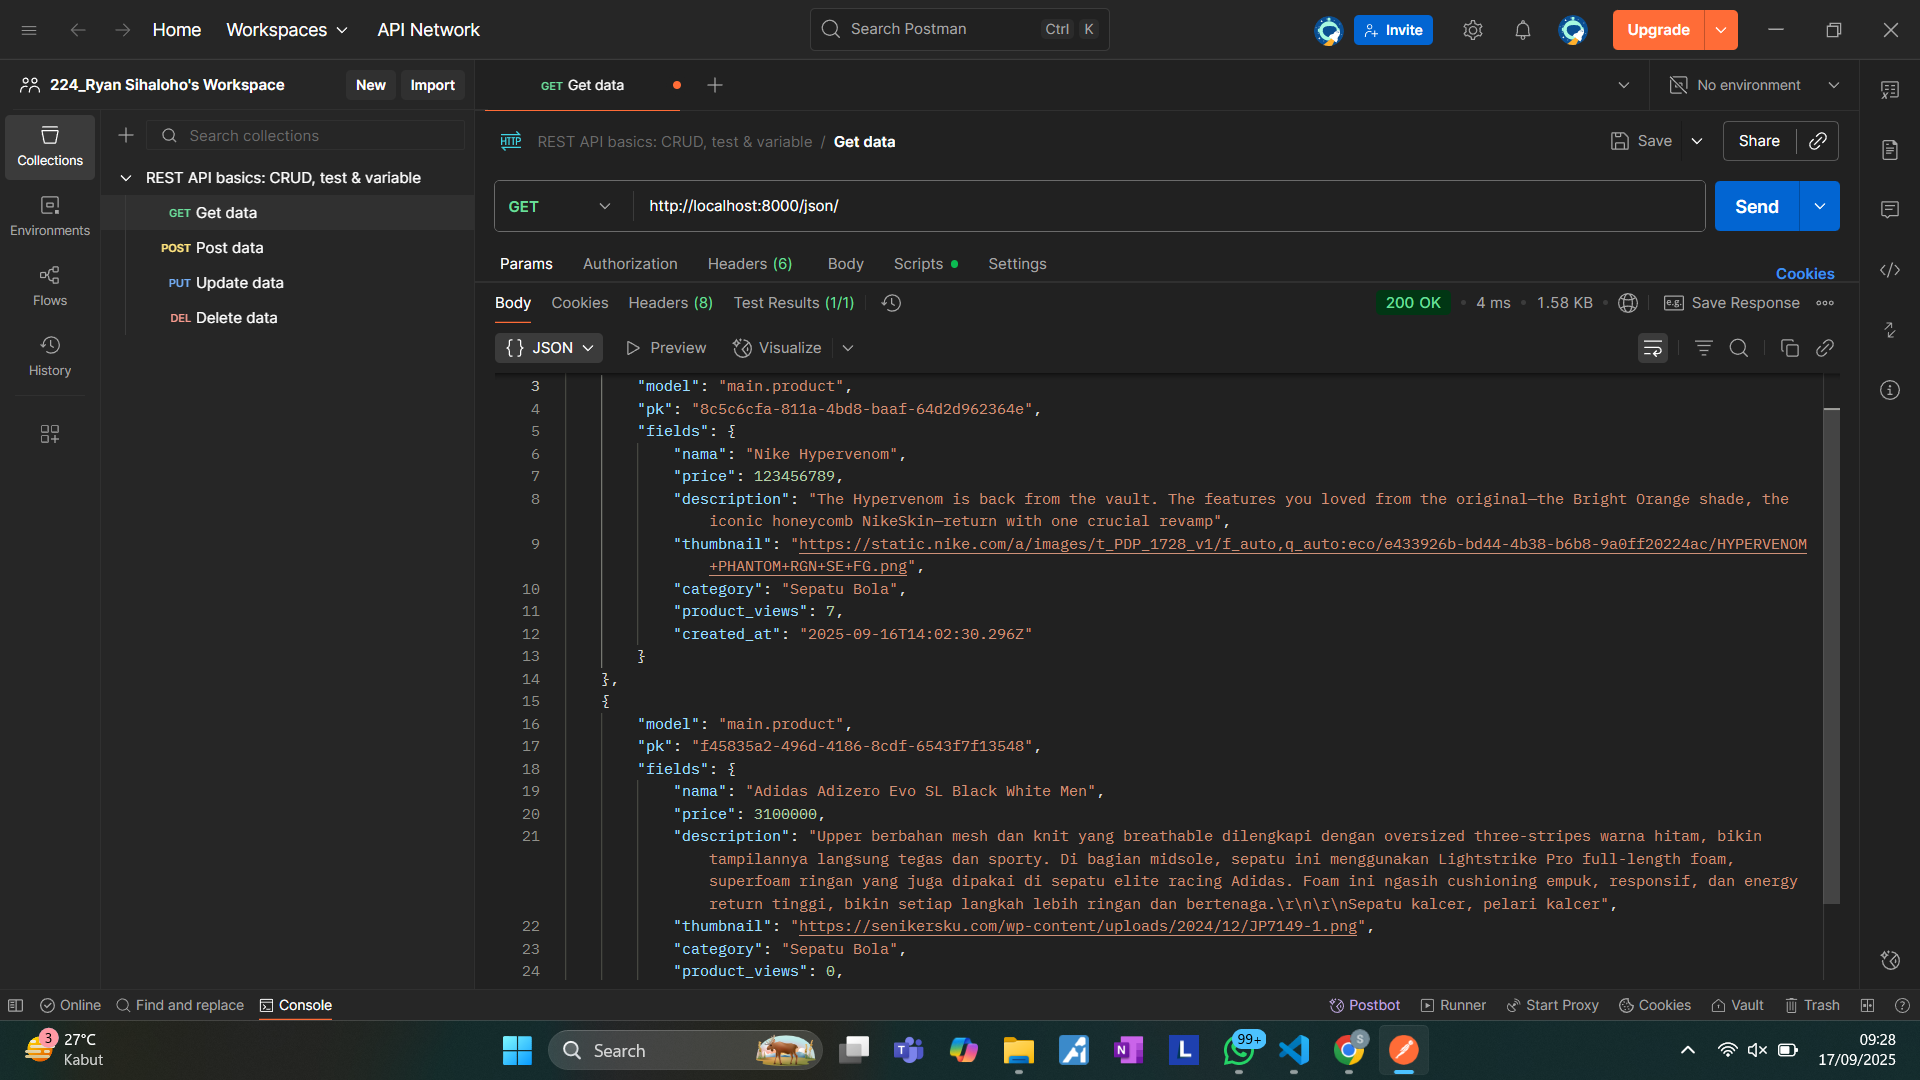 Home
Workspaces
API Network
Search Postman
Ctrl
K
Invite
Upgrade
224_Ryan Sihaloho's Workspace
New
Import
GET Get data
No environment
Collections
Environments
Flows
History
Search collections
REST API basics: CRUD, test & variable
GET Get data
POST Post data
PUT Update data
DEL Delete data
HTTP
REST API basics: CRUD, test & variable / Get data
Save
Share
GET
http://localhost:8000/json/
Send
Params
Authorization
Headers (6)
Body
Scripts
Settings
Cookies
Body
Cookies
Headers (8)
Test Results (1/1)
200 OK
4 ms
1.58 KB
e.g.
Save Response
{} JSON
Preview
Visualize
3 "model": "main.product",
4 "pk": "8c5c6cfa-811a-4bd8-baaf-64d2d962364e",
5 "fields": {
6 "nama": "Nike Hypervenom",
7 "price": 123456789,
8 "description": "The Hypervenom is back from the vault. The features you loved from the original—the Bright Orange shade, the
iconic honeycomb NikeSkin—return with one crucial revamp",
9 "thumbnail": "https://static.nike.com/a/images/t_PDP_1728_v1/f_auto,q_auto:eco/e433926b-bd44-4b38-b6b8-9a0ff20224ac/HYPERVENOM
+PHANTOM+RGN+SE+FG.png",
10 "category": "Sepatu Bola",
11 "product_views": 7,
12 "created_at": "2025-09-16T14:02:30.296Z"
13 }
14 },
15 {
16 "model": "main.product",
17 "pk": "f45835a2-496d-4186-8cdf-6543f7f13548",
18 "fields": {
19 "nama": "Adidas Adizero Evo SL Black White Men",
20 "price": 3100000,
21 "description": "Upper berbahan mesh dan knit yang breathable dilengkapi dengan oversized three-stripes warna hitam, bikin
tampilannya langsung tegas dan sporty. Di bagian midsole, sepatu ini menggunakan Lightstrike Pro full-length foam,
superfoam ringan yang juga dipakai di sepatu elite racing Adidas. Foam ini ngasih cushioning empuk, responsif, dan energy
return tinggi, bikin setiap langkah lebih ringan dan bertenaga.\r\n\r\nSepatu kalcer, pelari kalcer",
22 "thumbnail": "https://senikersku.com/wp-content/uploads/2024/12/JP7149-1.png",
23 "category": "Sepatu Bola",
24 "product_views": 0,
Online
Find and replace
Console
Postbot
Runner
Start Proxy
Cookies
Vault
Trash
3
27°C
Kabut
Search
99+
S
L
09:28
17/09/2025